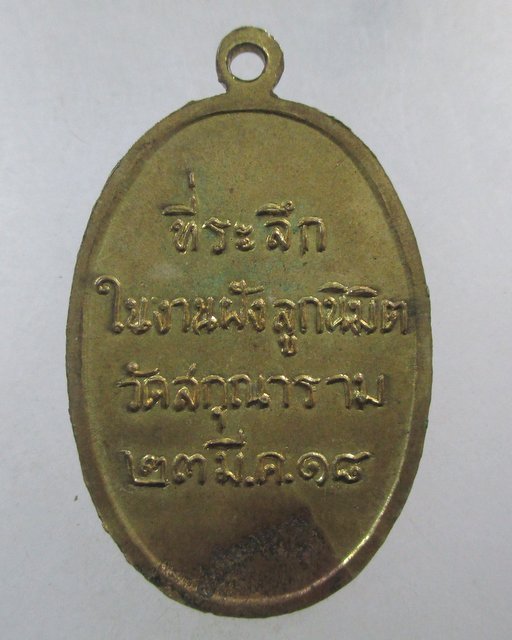 ที่ระลึก
ในงานฝังลูกนิมิต
วัดสกุณาราม
๒๓ มี.ค.๑๘